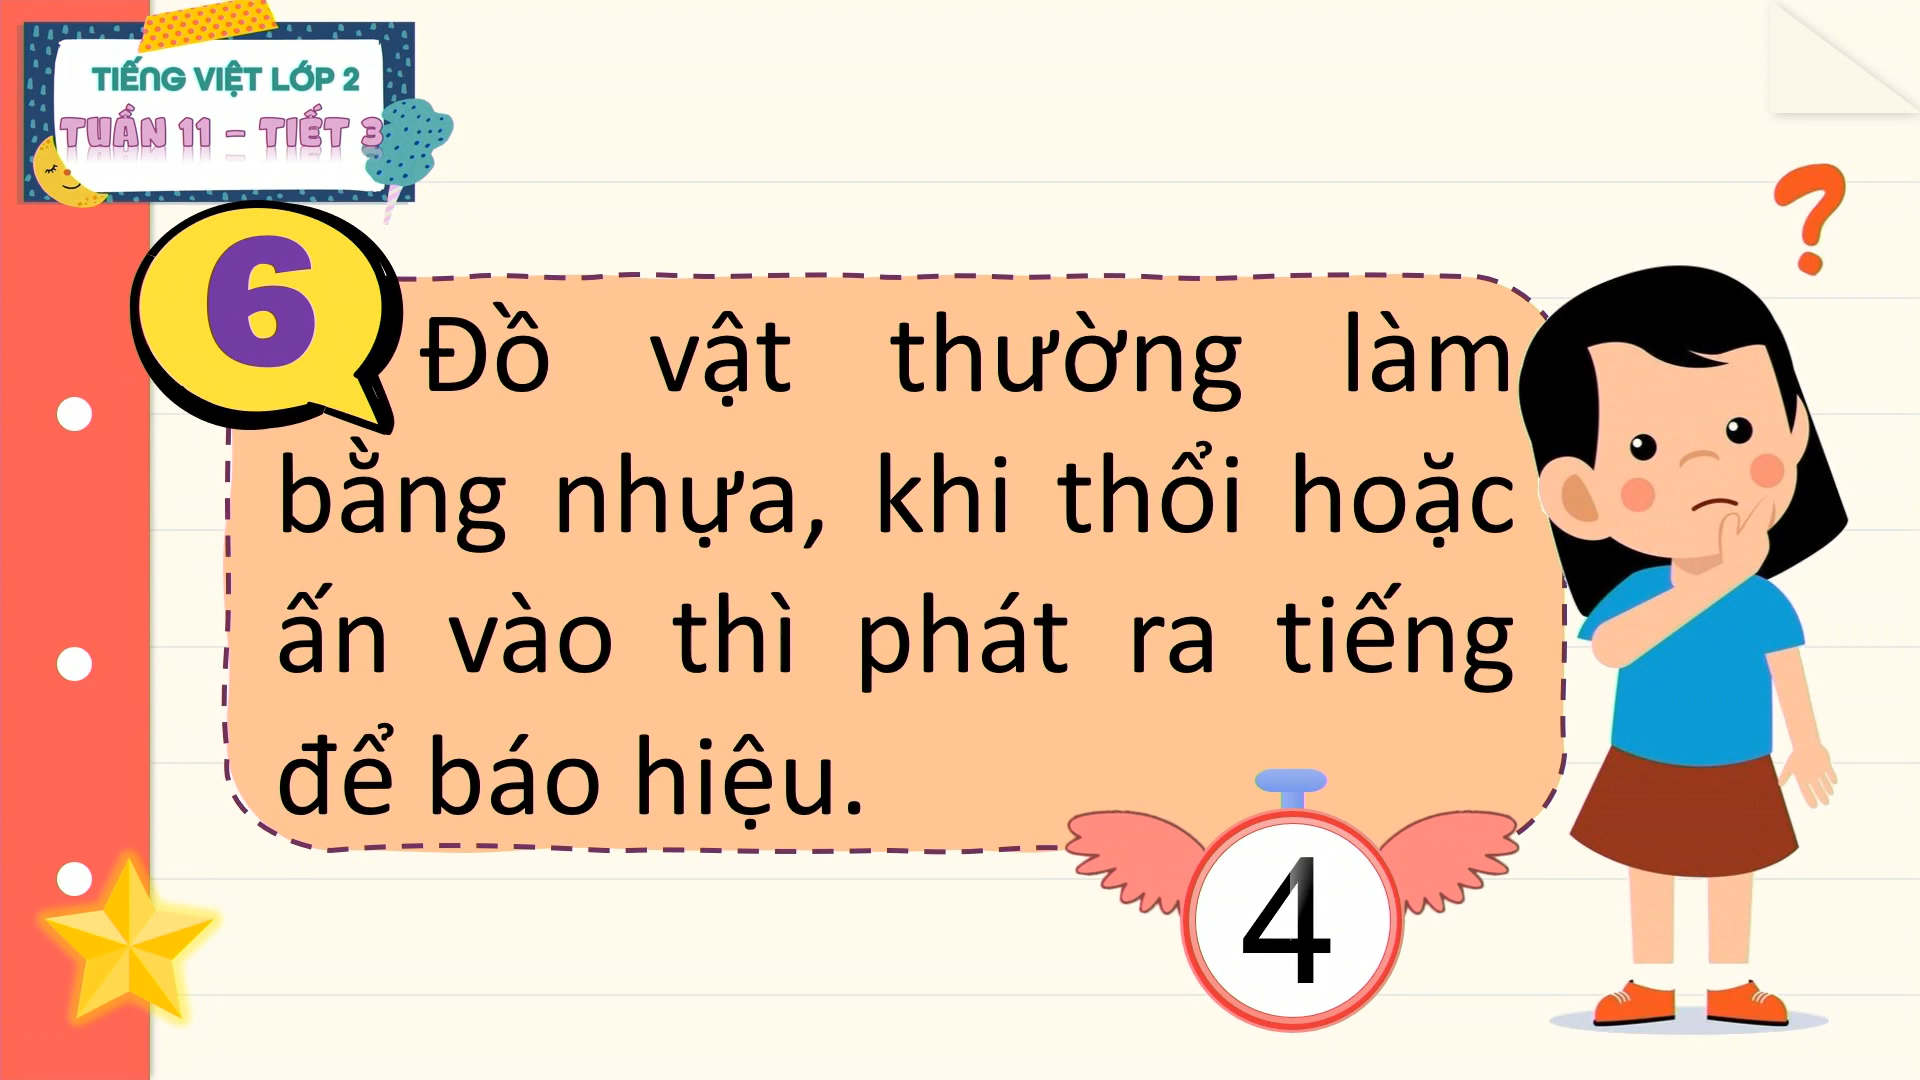 TIẾNG VIỆT LỚP 2
TUẦN 11 - TIẾT 3
6
Đồ vật thường làm
bằng nhựa, khi thổi hoặc
ấn vào thì phát ra tiếng
để báo hiệu.
4
?